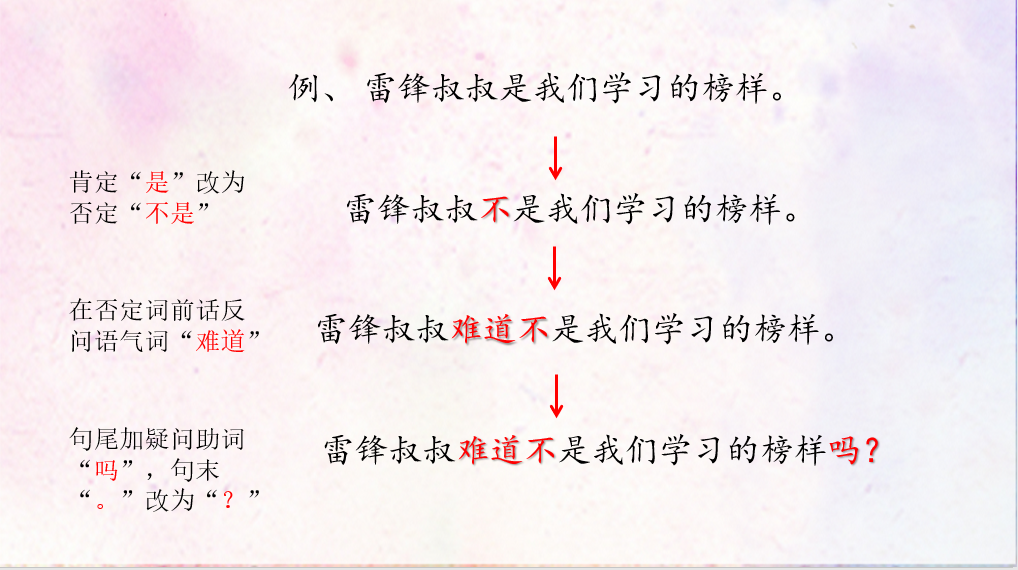 例、 雷锋叔叔是我们学习的榜样。
肯定“是”改为
否定“不是”
雷锋叔叔不是我们学习的榜样。
在否定词前话反
问语气词“难道”
雷锋叔叔难道不是我们学习的榜样。
句尾加疑问助词
“吗”，句末
“。”改为“？”
雷锋叔叔难道不是我们学习的榜样吗？